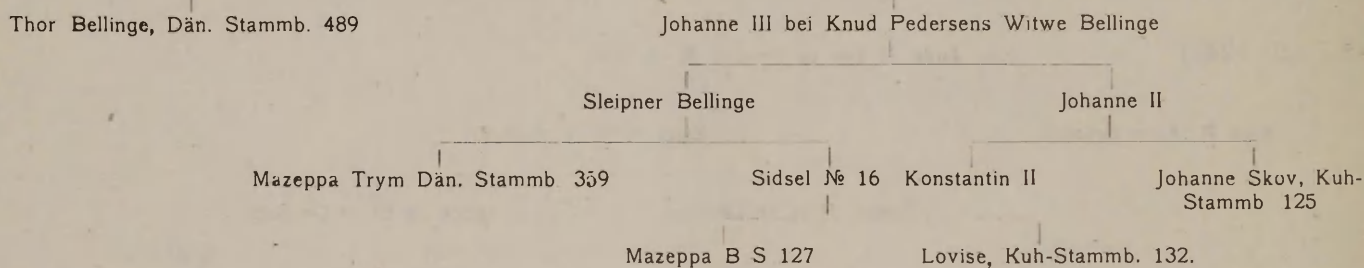 Thor Bellinge, Dän. Stammb. 489 Johanne III bei Knud Pedersens Witwe Bellinge
Sleipner Bellinge Johanne II
Mazeppa Trym Dän. Stammb 359 Sidsel № 16 Konstantin II Johanne Skov, Kuh-
Stammb 125
Mazeppa B S 127 Lovise, Kuh-Stammb. 132.